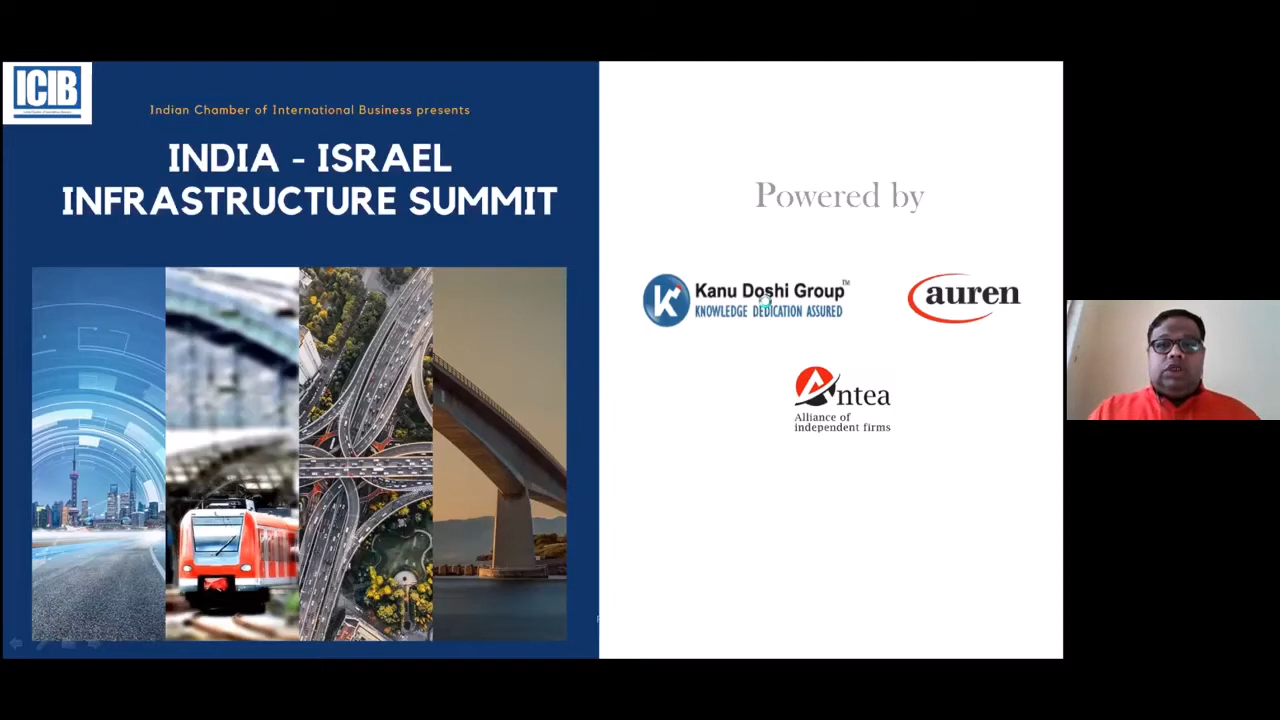 ICIB
Indian Chamber of International Business presents
INDIA - ISRAEL
INFRASTRUCTURE SUMMIT
Powered by
Kanu Doshi Group™
KNOWLEDGE DEDICATION ASSURED
auren
Antea
Alliance of
independent firms